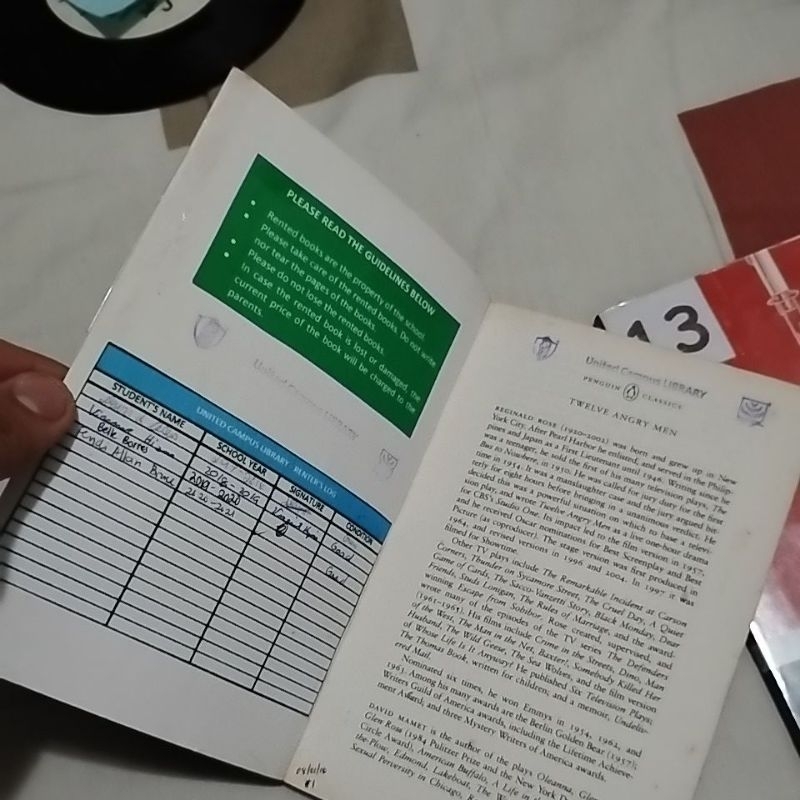 PLEASE READ THE GUIDELINES BELOW
Rented books are the property of the school.
Please take care of the rented books. Do not write
nor tear the pages of the books.
Please do not lose the rented books.
In case the rented book is lost or damaged, the
current price of the book will be charged to the
parents.
United Campus LIBRARY
UNITED CAMPUS LIBRARY - RENTER'S LOG
STUDENT'S NAME SCHOOL YEAR SIGNATURE CONDITION
2018-2019 Good
Belle Borres 2019-2020 Good
Allan 2020-2021
13
United Campus LIBRARY
PENGUIN CLASSICS
TWELVE ANGRY MEN
REGINALD ROSE (1920–2002) was born and grew up in New
York City. After Pearl Harbor he enlisted, and served in the Philip-
pines and Japan as a First Lieutenant until 1946. Writing since he
was a teenager, he sold the first of his many television plays, The
Bus to Nowhere, in 1950. He was called for jury duty for the first
time in 1954. It was a manslaughter case and the jury argued bit-
terly for eight hours before bringing in a unanimous verdict. He
decided this was a powerful situation on which to base a televi-
sion play, and wrote Twelve Angry Men as a live one-hour drama
for CBS's Studio One. Its impact led to the film version in 1957,
and he received Oscar nominations for Best Screenplay and Best
Picture (as coproducer). The stage version was first produced in
1964, and revised versions in 1996 and 2004. In 1997 it was
filmed for Showtime.
Other TV plays include The Remarkable Incident at Carson
Corners, Thunder on Sycamore Street, The Cruel Day, A Quiet
Game of Cards, The Sacco-Vanzetti Story, Black Monday, Dear
Friends, Studs Lonigan, The Rules of Marriage, and the award-
winning Escape from Sobibor. Rose created, supervised, and
wrote many of the episodes of the TV series The Defenders
(1961–1965). His films include Crime in the Streets, Dino, Man
of the West, The Man in the Net, Baxter!, Somebody Killed Her
Husband, The Wild Geese, The Sea Wolves, and the film version
of Whose Life Is It Anyway? He published Six Television Plays;
The Thomas Book, written for children; and a memoir, Undeliv-
ered Mail.
Nominated six times, he won Emmys in 1954, 1962, and
1963. Among his many awards are the Berlin Golden Bear (1957);
Writers Guild of America awards, including the Lifetime Achieve-
ment Award; and three Mystery Writers of America awards.
DAVID MAMET is the author of the plays Oleanna, Glen
Glen Ross (1984 Pulitzer Prize and the New York D
Circle Award), American Buffalo, A Life in th
the-Plow, Edmond, Lakeboat, The W
Sexual Perversity in Chicago, R
#1